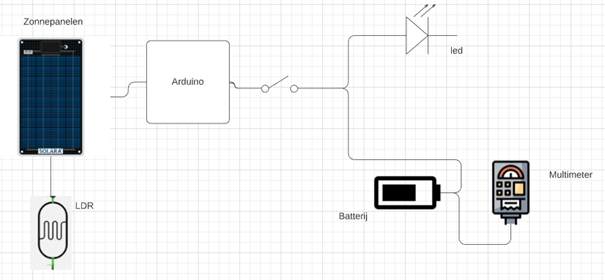 Zonnepanelen
Arduino
led
SOLARA
LDR
Multimeter
Batterij